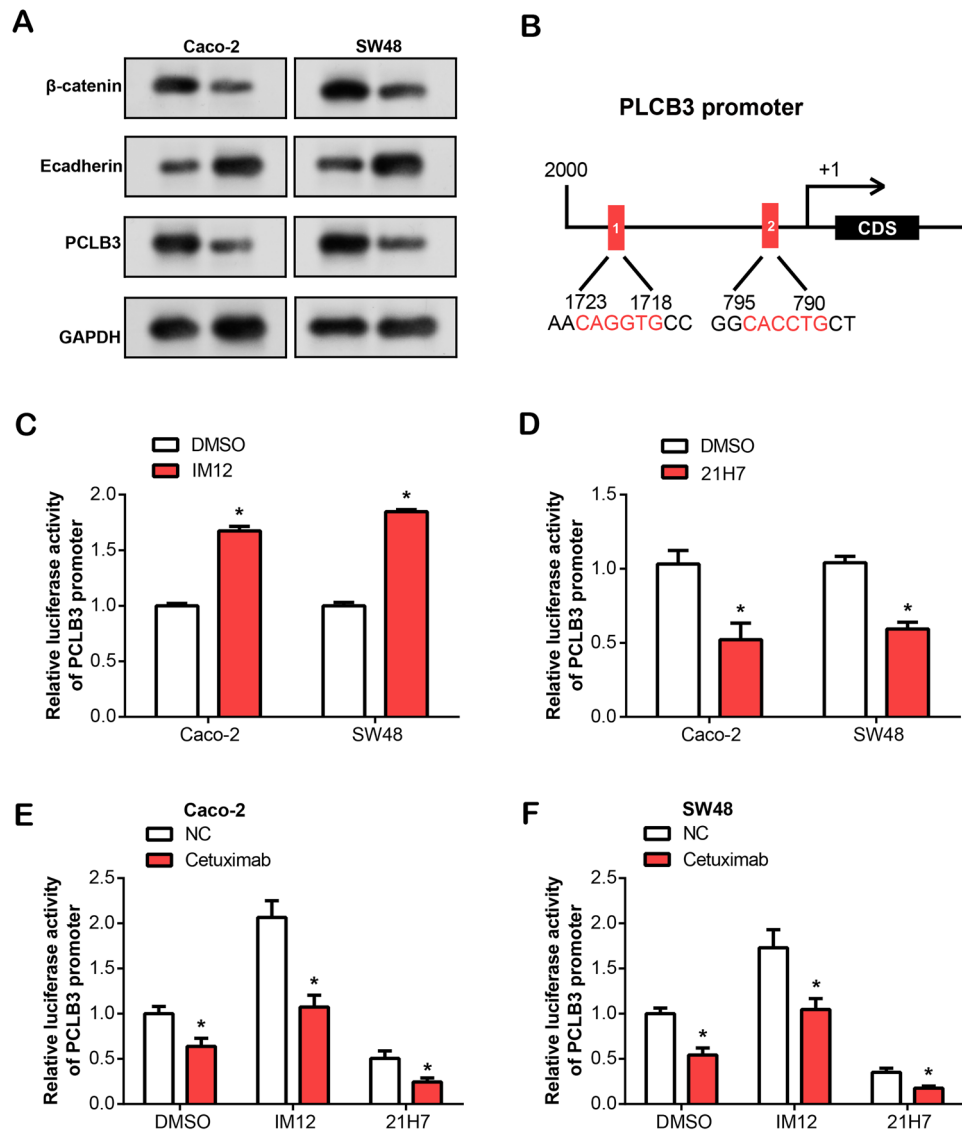 A
Caco-2 SW48
β-catenin
Ecadherin
PCLB3
GAPDH
B
PLCB3 promoter
2000 +1
1 2 CDS
1723 1718 795 790
AACAGGTGCC GGCACCTGCT
C
DMSO
IM12
Relative luciferase activity
of PCLB3 promoter
2.0
1.5
1.0
0.5
0.0
* *
Caco-2 SW48
D
DMSO
21H7
Relative luciferase activity
of PCLB3 promoter
1.5
1.0
0.5
0.0
* *
Caco-2 SW48
E
Caco-2
NC
Cetuximab
Relative luciferase activity
of PCLB3 promoter
2.5
2.0
1.5
1.0
0.5
0.0
* * *
DMSO IM12 21H7
F
SW48
NC
Cetuximab
Relative luciferase activity
of PCLB3 promoter
2.5
2.0
1.5
1.0
0.5
0.0
* * *
DMSO IM12 21H7